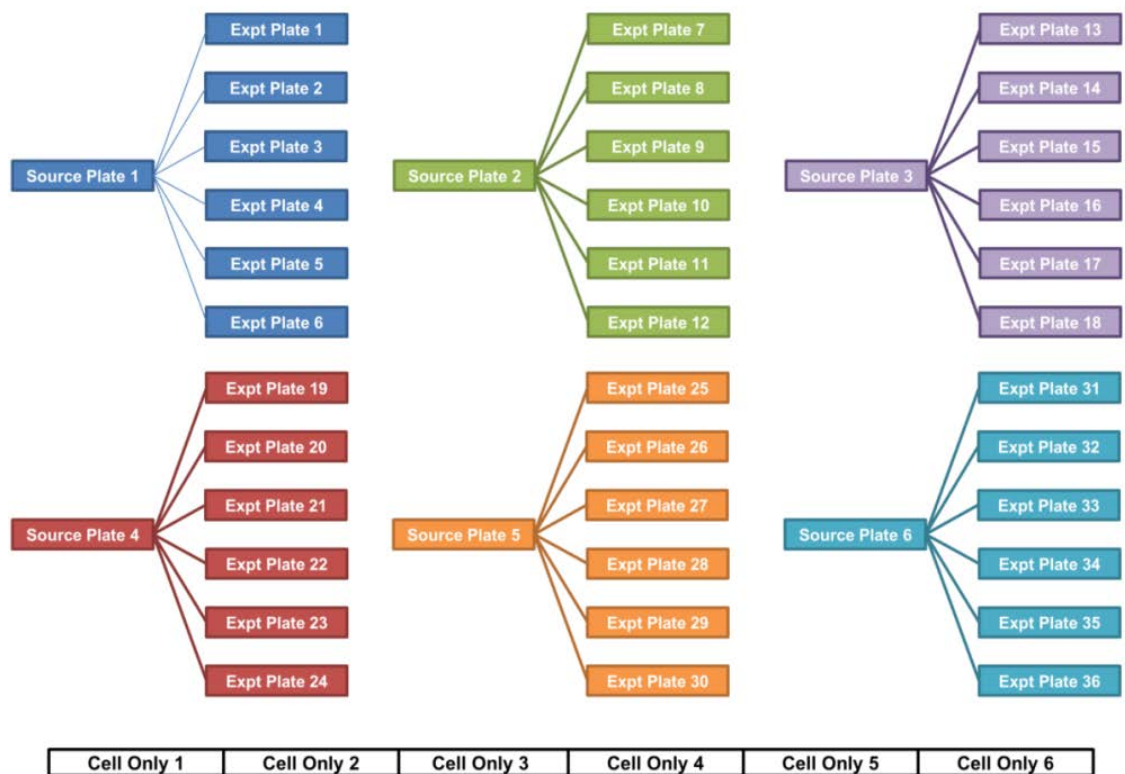 Expt Plate 1
Expt Plate 2
Expt Plate 3
Source Plate 1
Expt Plate 4
Expt Plate 5
Expt Plate 6
Expt Plate 7
Expt Plate 8
Expt Plate 9
Source Plate 2
Expt Plate 10
Expt Plate 11
Expt Plate 12
Expt Plate 13
Expt Plate 14
Expt Plate 15
Source Plate 3
Expt Plate 16
Expt Plate 17
Expt Plate 18
Expt Plate 19
Expt Plate 20
Expt Plate 21
Source Plate 4
Expt Plate 22
Expt Plate 23
Expt Plate 24
Expt Plate 25
Expt Plate 26
Expt Plate 27
Source Plate 5
Expt Plate 28
Expt Plate 29
Expt Plate 30
Expt Plate 31
Expt Plate 32
Expt Plate 33
Source Plate 6
Expt Plate 34
Expt Plate 35
Expt Plate 36
Cell Only 1 Cell Only 2 Cell Only 3 Cell Only 4 Cell Only 5 Cell Only 6